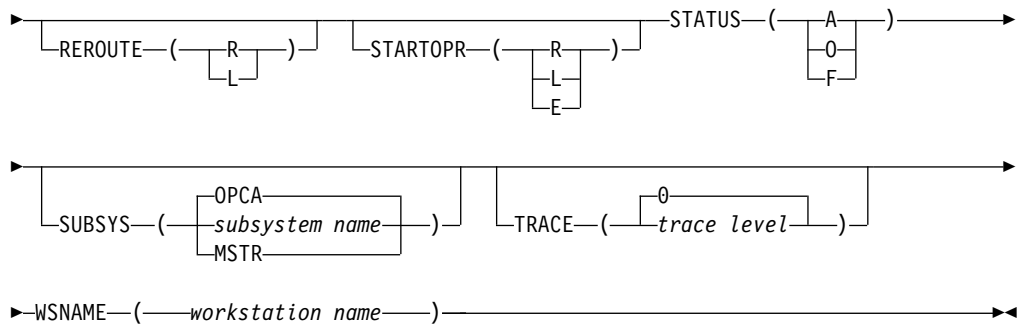 STATUS ( A )
REROUTE ( R ) STARTOPR ( R ) O
L L F
E
OPCA 0
SUBSYS ( subsystem name ) TRACE ( trace level )
MSTR
WSNAME ( workstation name )